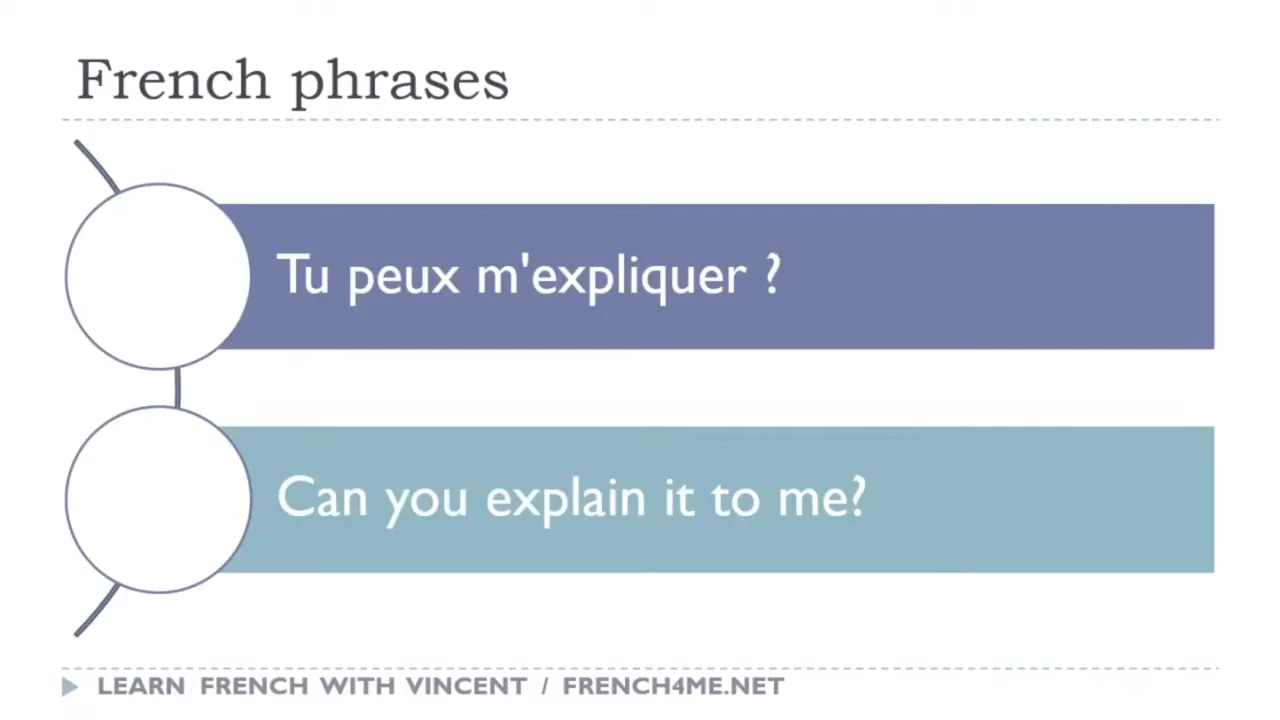 French phrases
Tu peux m'expliquer ?
Can you explain it to me?
LEARN FRENCH WITH VINCENT / FRENCH4ME.NET